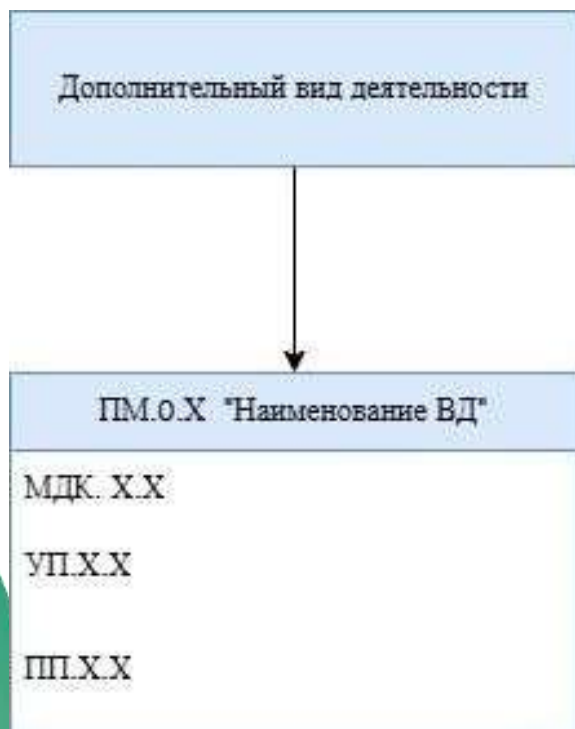 Дополнительный вид деятельности
ПМ.0.Х "Наименование ВД"
МДК. Х.Х
УП.Х.Х
ПП.Х.Х